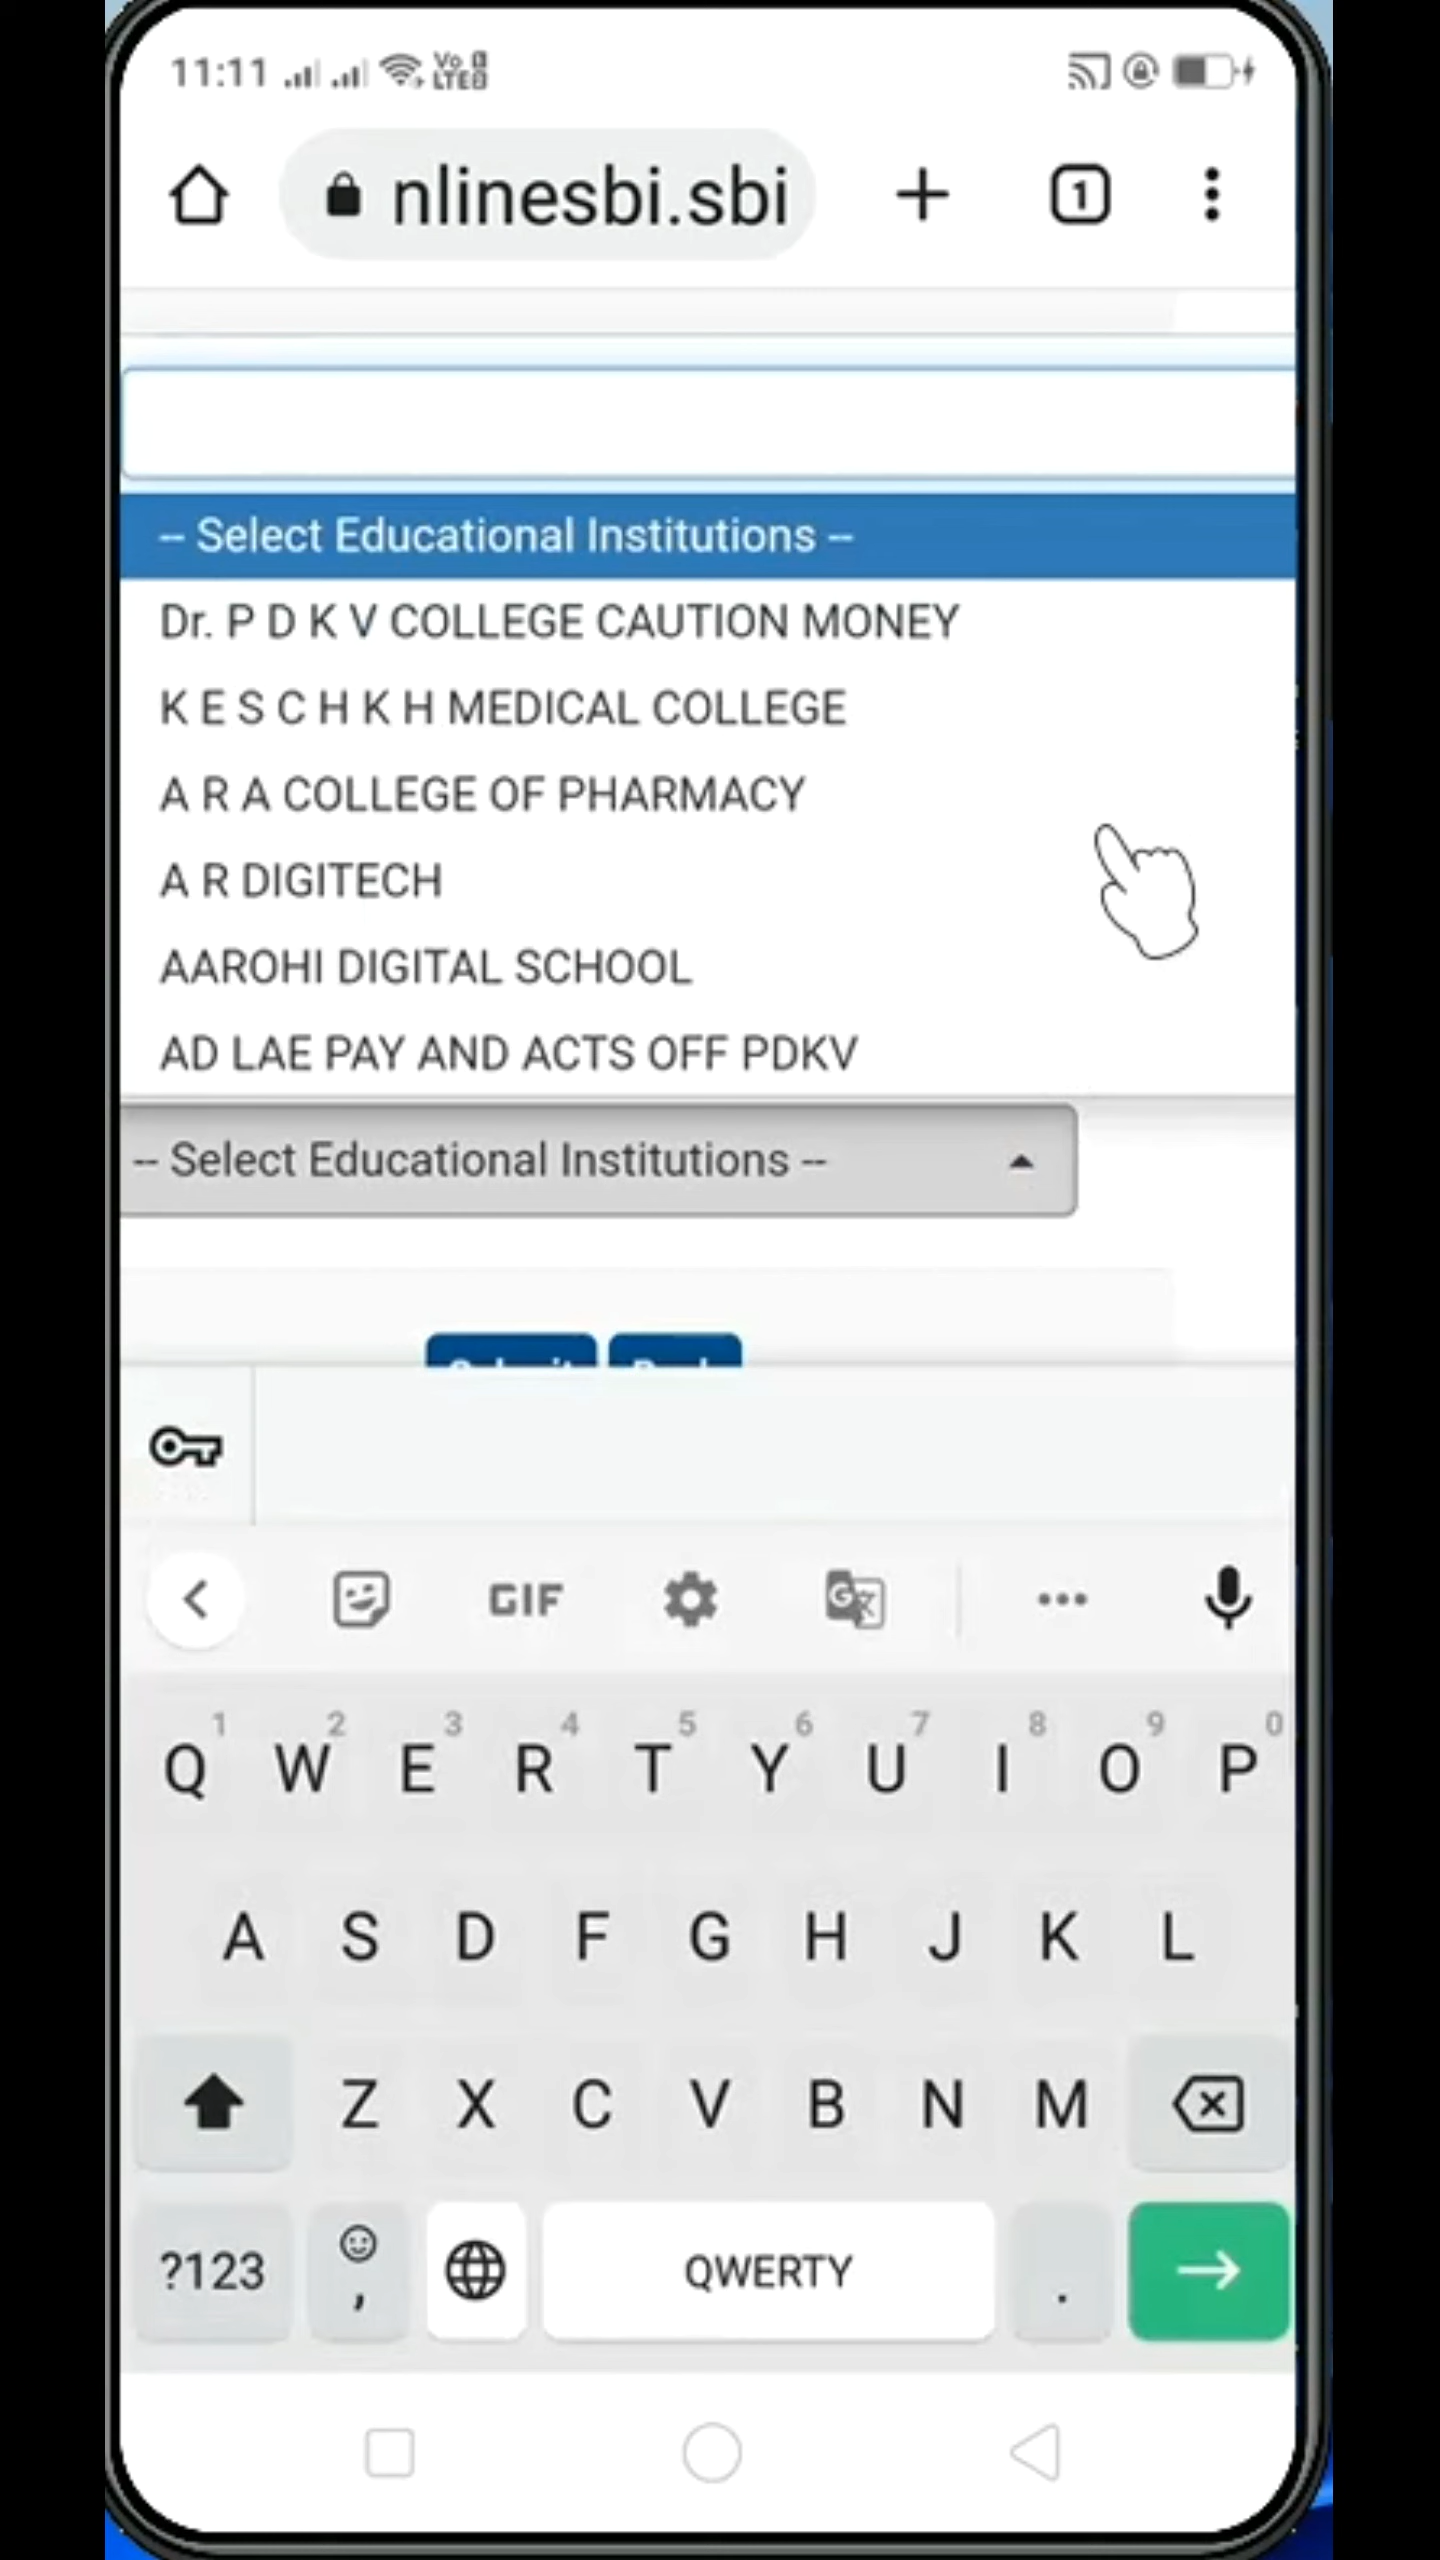 11:11 Vo LTE
nlinesbi.sbi 1
-- Select Educational Institutions --
Dr. P D K V COLLEGE CAUTION MONEY
K E S C H K H MEDICAL COLLEGE
A R A COLLEGE OF PHARMACY
A R DIGITECH
AAROHI DIGITAL SCHOOL
AD LAE PAY AND ACTS OFF PDKV
-- Select Educational Institutions --
GIF G
1 2 3 4 5 6 7 8 9 0
Q W E R T Y U I O P
A S D F G H J K L
Z X C V B N M
?123 , QWERTY .